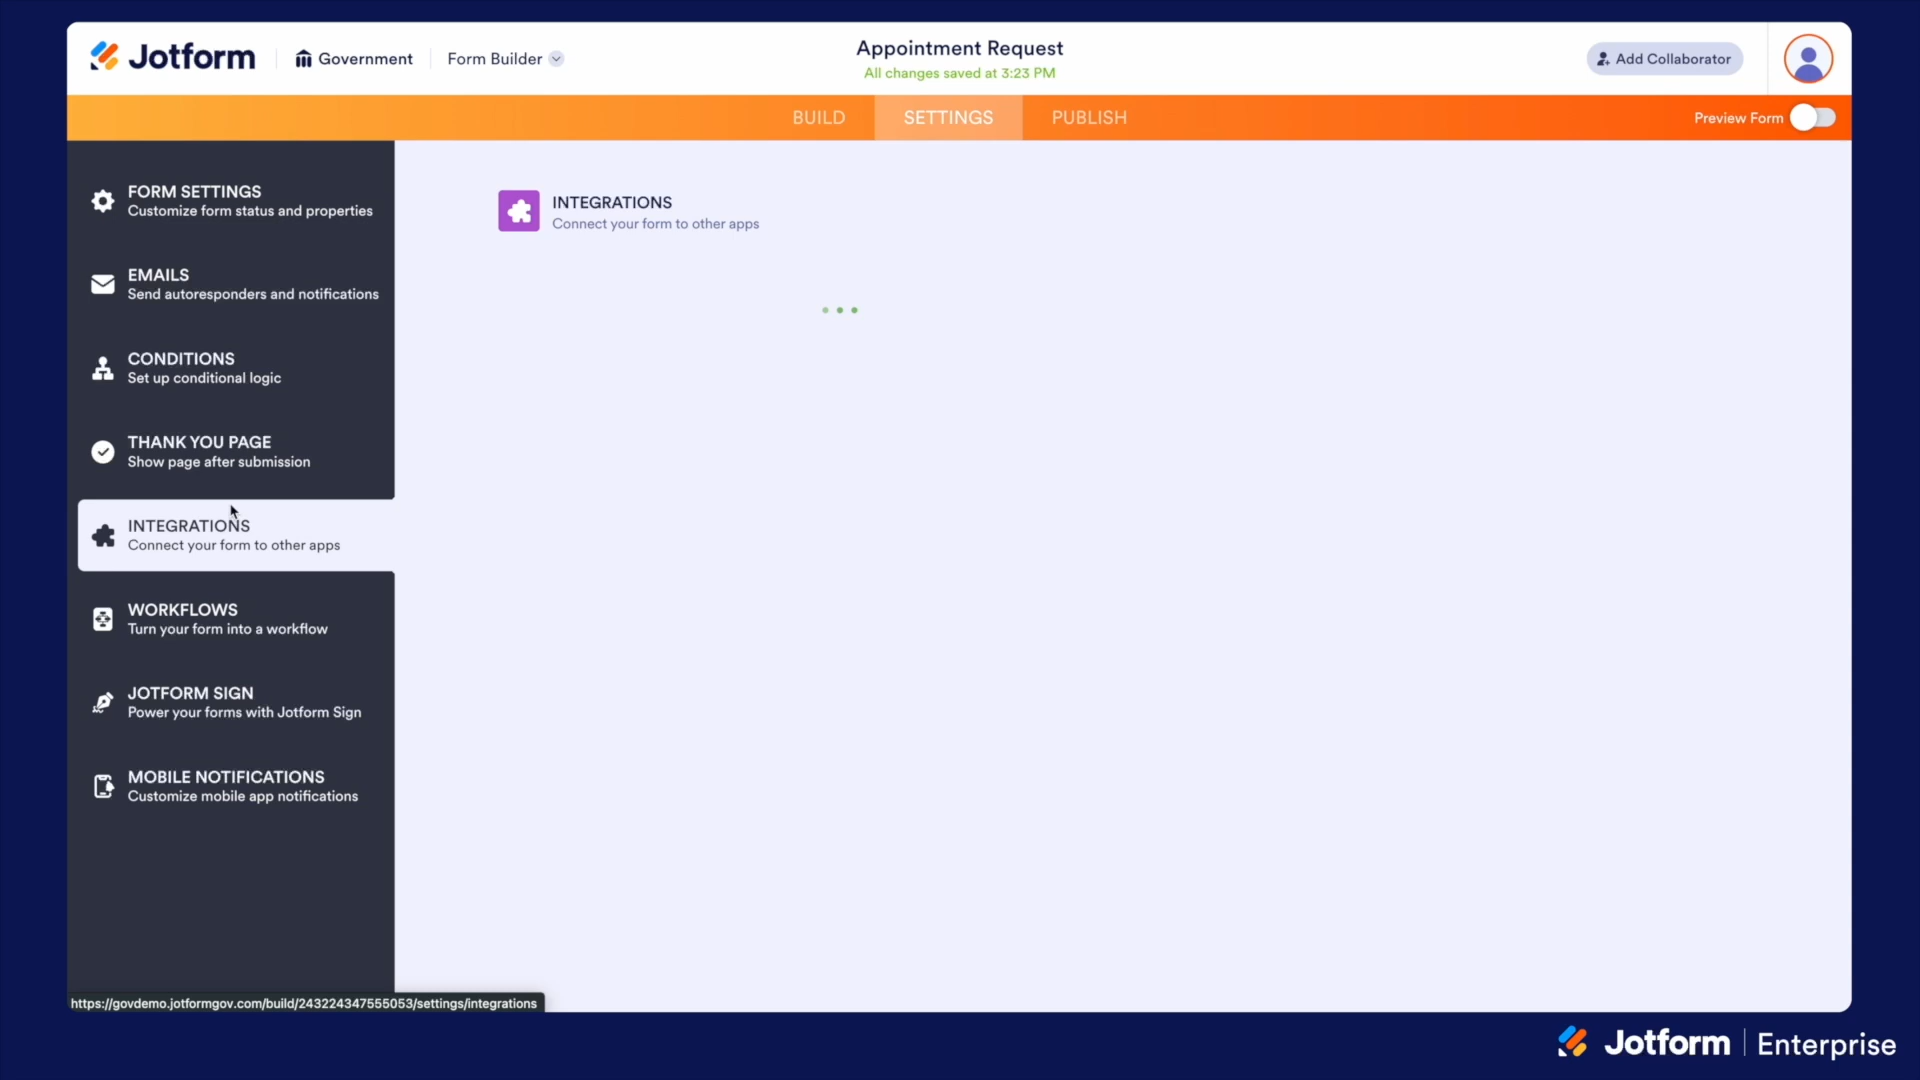 Jotform
Government
Form Builder
Appointment Request
All changes saved at 3:23 PM
Add Collaborator
BUILD
SETTINGS
PUBLISH
Preview Form
FORM SETTINGS
Customize form status and properties
EMAILS
Send autoresponders and notifications
CONDITIONS
Set up conditional logic
THANK YOU PAGE
Show page after submission
INTEGRATIONS
Connect your form to other apps
WORKFLOWS
Turn your form into a workflow
JOTFORM SIGN
Power your forms with Jotform Sign
MOBILE NOTIFICATIONS
Customize mobile app notifications
INTEGRATIONS
Connect your form to other apps
https://govdemo.jotformgov.com/build/243224347555053/settings/integrations
Jotform | Enterprise